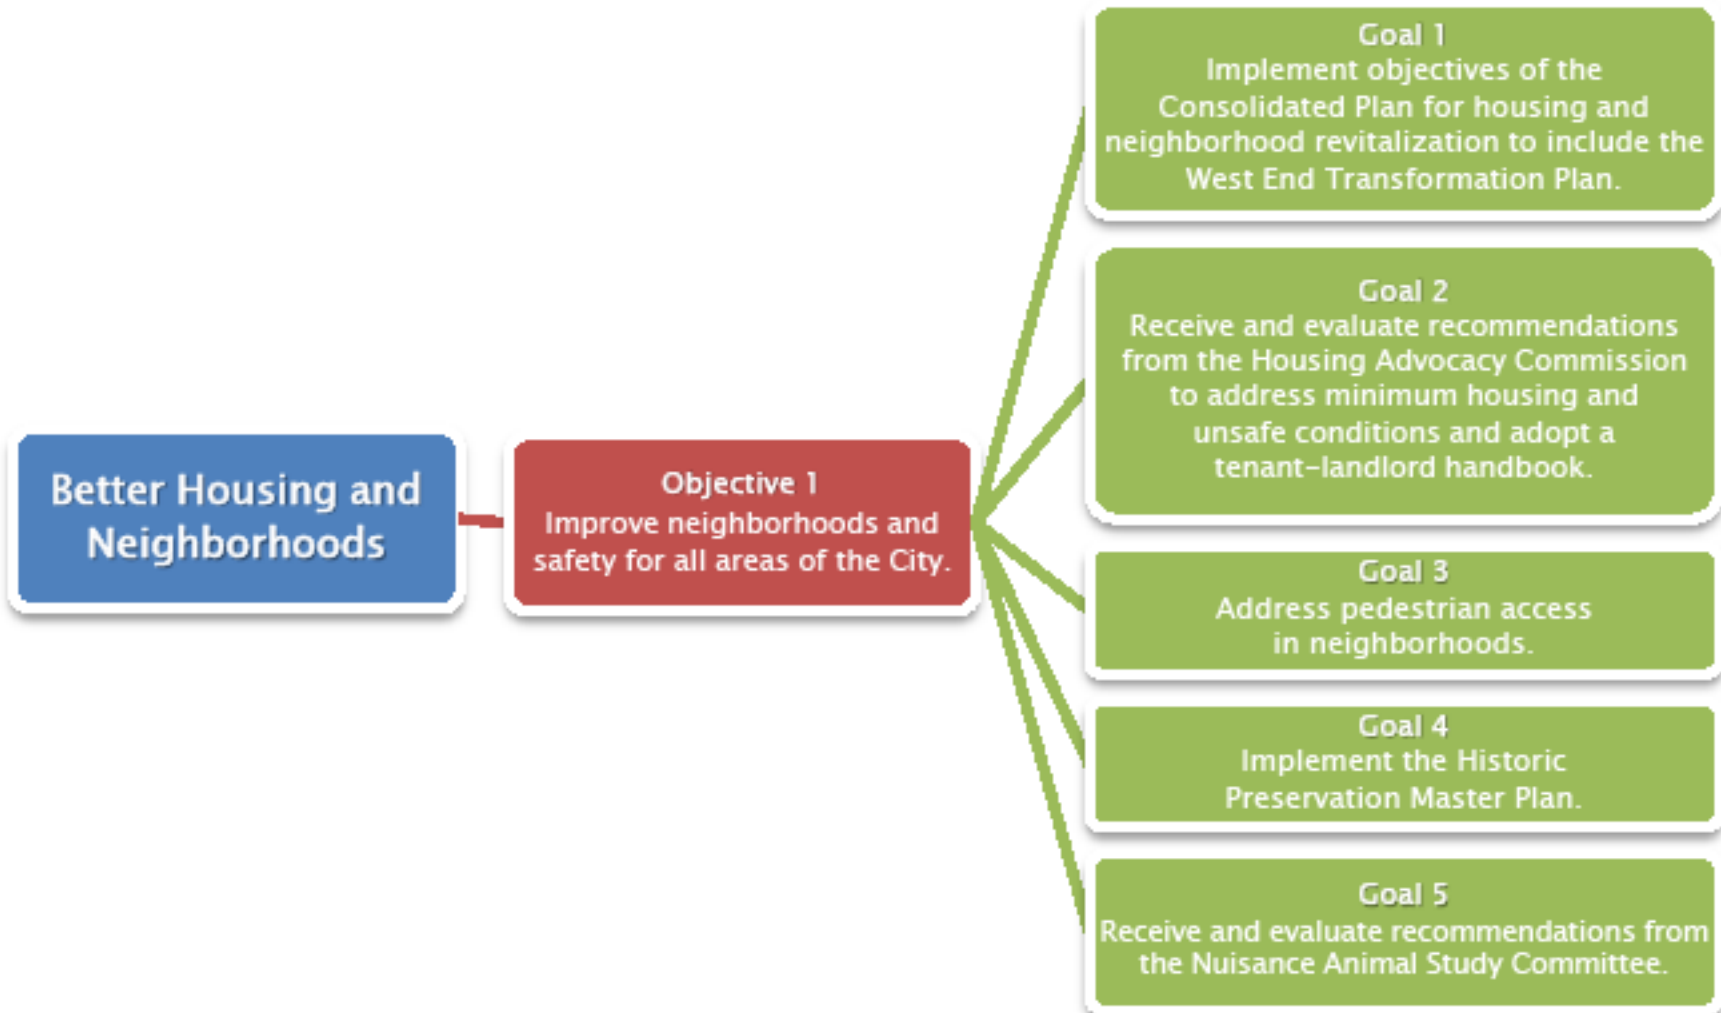 Better Housing and
Neighborhoods
Objective 1
Improve neighborhoods and
safety for all areas of the City.
Goal 1
Implement objectives of the
Consolidated Plan for housing and
neighborhood revitalization to include the
West End Transformation Plan.
Goal 2
Receive and evaluate recommendations
from the Housing Advocacy Commission
to address minimum housing and
unsafe conditions and adopt a
tenant-landlord handbook.
Goal 3
Address pedestrian access
in neighborhoods.
Goal 4
Implement the Historic
Preservation Master Plan.
Goal 5
Receive and evaluate recommendations from
the Nuisance Animal Study Committee.